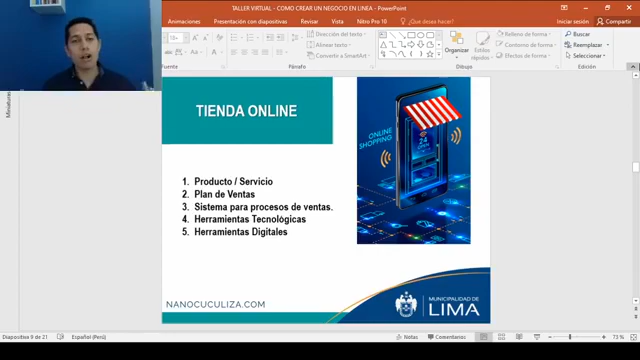 TALLER VIRTUAL - COMO CREAR UN NEGOCIO EN LINEA - PowerPoint
Animaciones Presentación con diapositivas Revisar Vista Nitro Pro 10 ¿Qué desea hacer? Iniciar sesión Compartir
Dirección del texto
Alinear texto
Convertir a SmartArt
Organizar
Estilos
rápidos
Relleno de forma
Contorno de forma
Efectos de forma
Buscar
Reemplazar
Seleccionar
Fuente Párrafo Dibujo Edición
Miniaturas
TIENDA ONLINE
ONLINE
SHOPPING
24
OPEN
1. Producto / Servicio
2. Plan de Ventas
3. Sistema para procesos de ventas.
4. Herramientas Tecnológicas
5. Herramientas Digitales
NANOCUCULIZA.COM
MUNICIPALIDAD DE
LIMA
Diapositiva 9 de 21 Español (Perú) Notas Comentarios 73 %